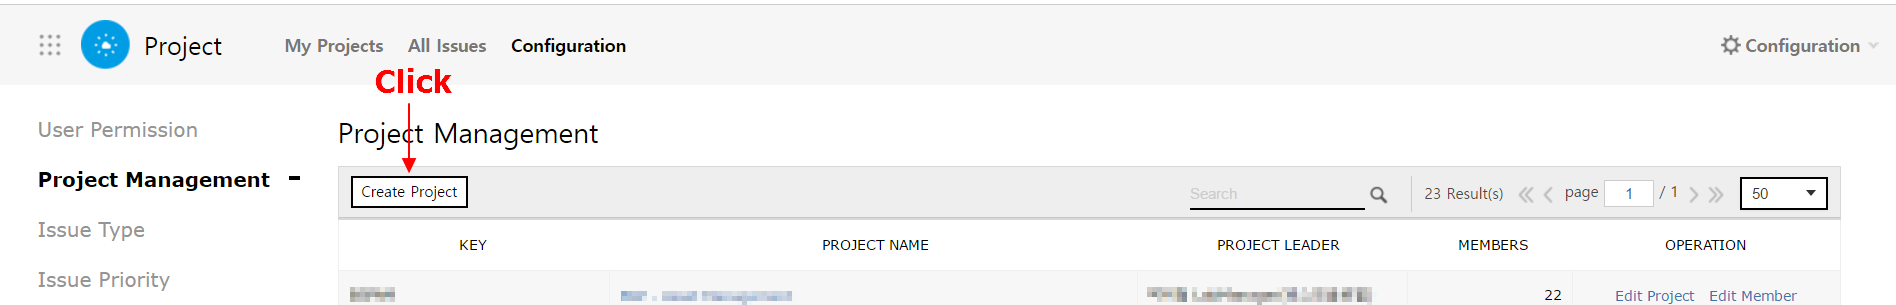 Project My Projects All Issues Configuration Configuration
Click
User Permission
Project Management
Project Management -
Create Project Search 23 Result(s) page 1 / 1 50
Issue Type
KEY PROJECT NAME PROJECT LEADER MEMBERS OPERATION
Issue Priority
22 Edit Project Edit Member